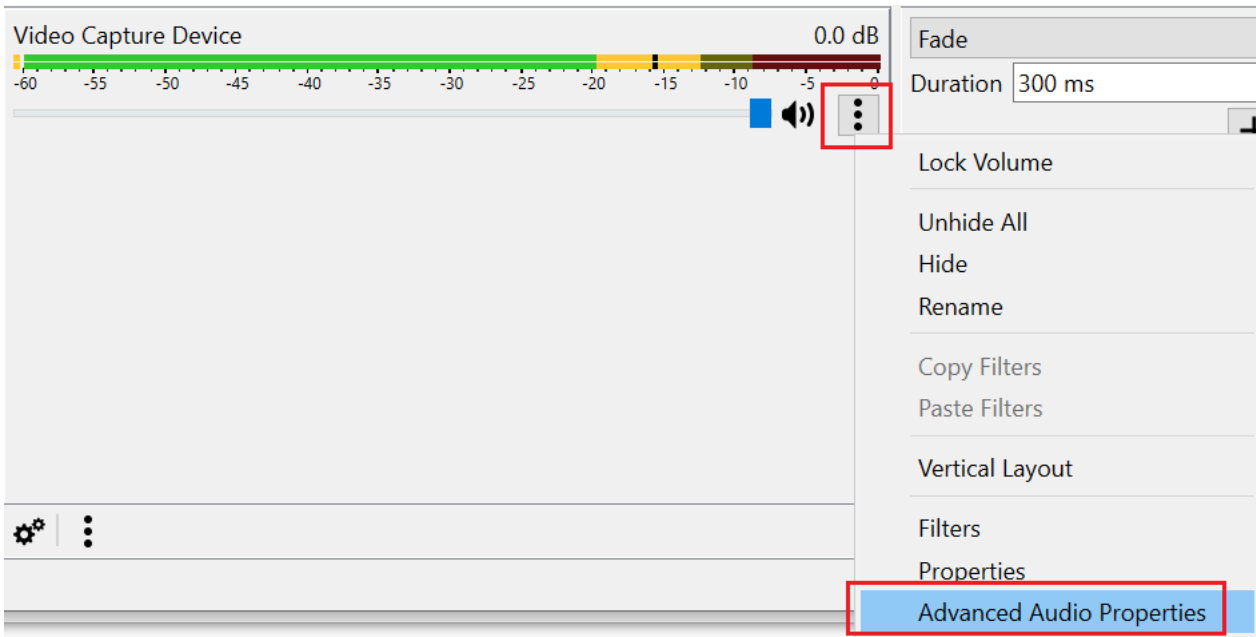 Video Capture Device 0.0 dB
-60 -55 -50 -45 -40 -35 -30 -25 -20 -15 -10 -5 0
Fade
Duration 300 ms
Lock Volume
Unhide All
Hide
Rename
Copy Filters
Paste Filters
Vertical Layout
Filters
Properties
Advanced Audio Properties